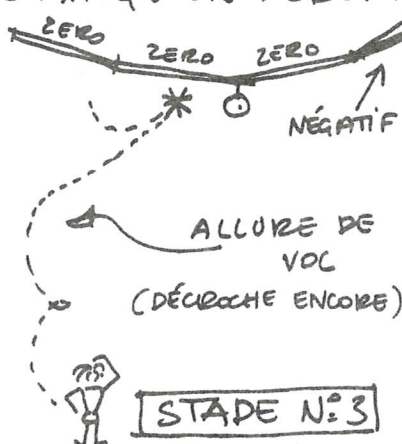 ZERO
ZERO
ZERO
NÉGATIF
ALLURE DE
VOL
(DÉCROCHE ENCORE)
STADE N°3